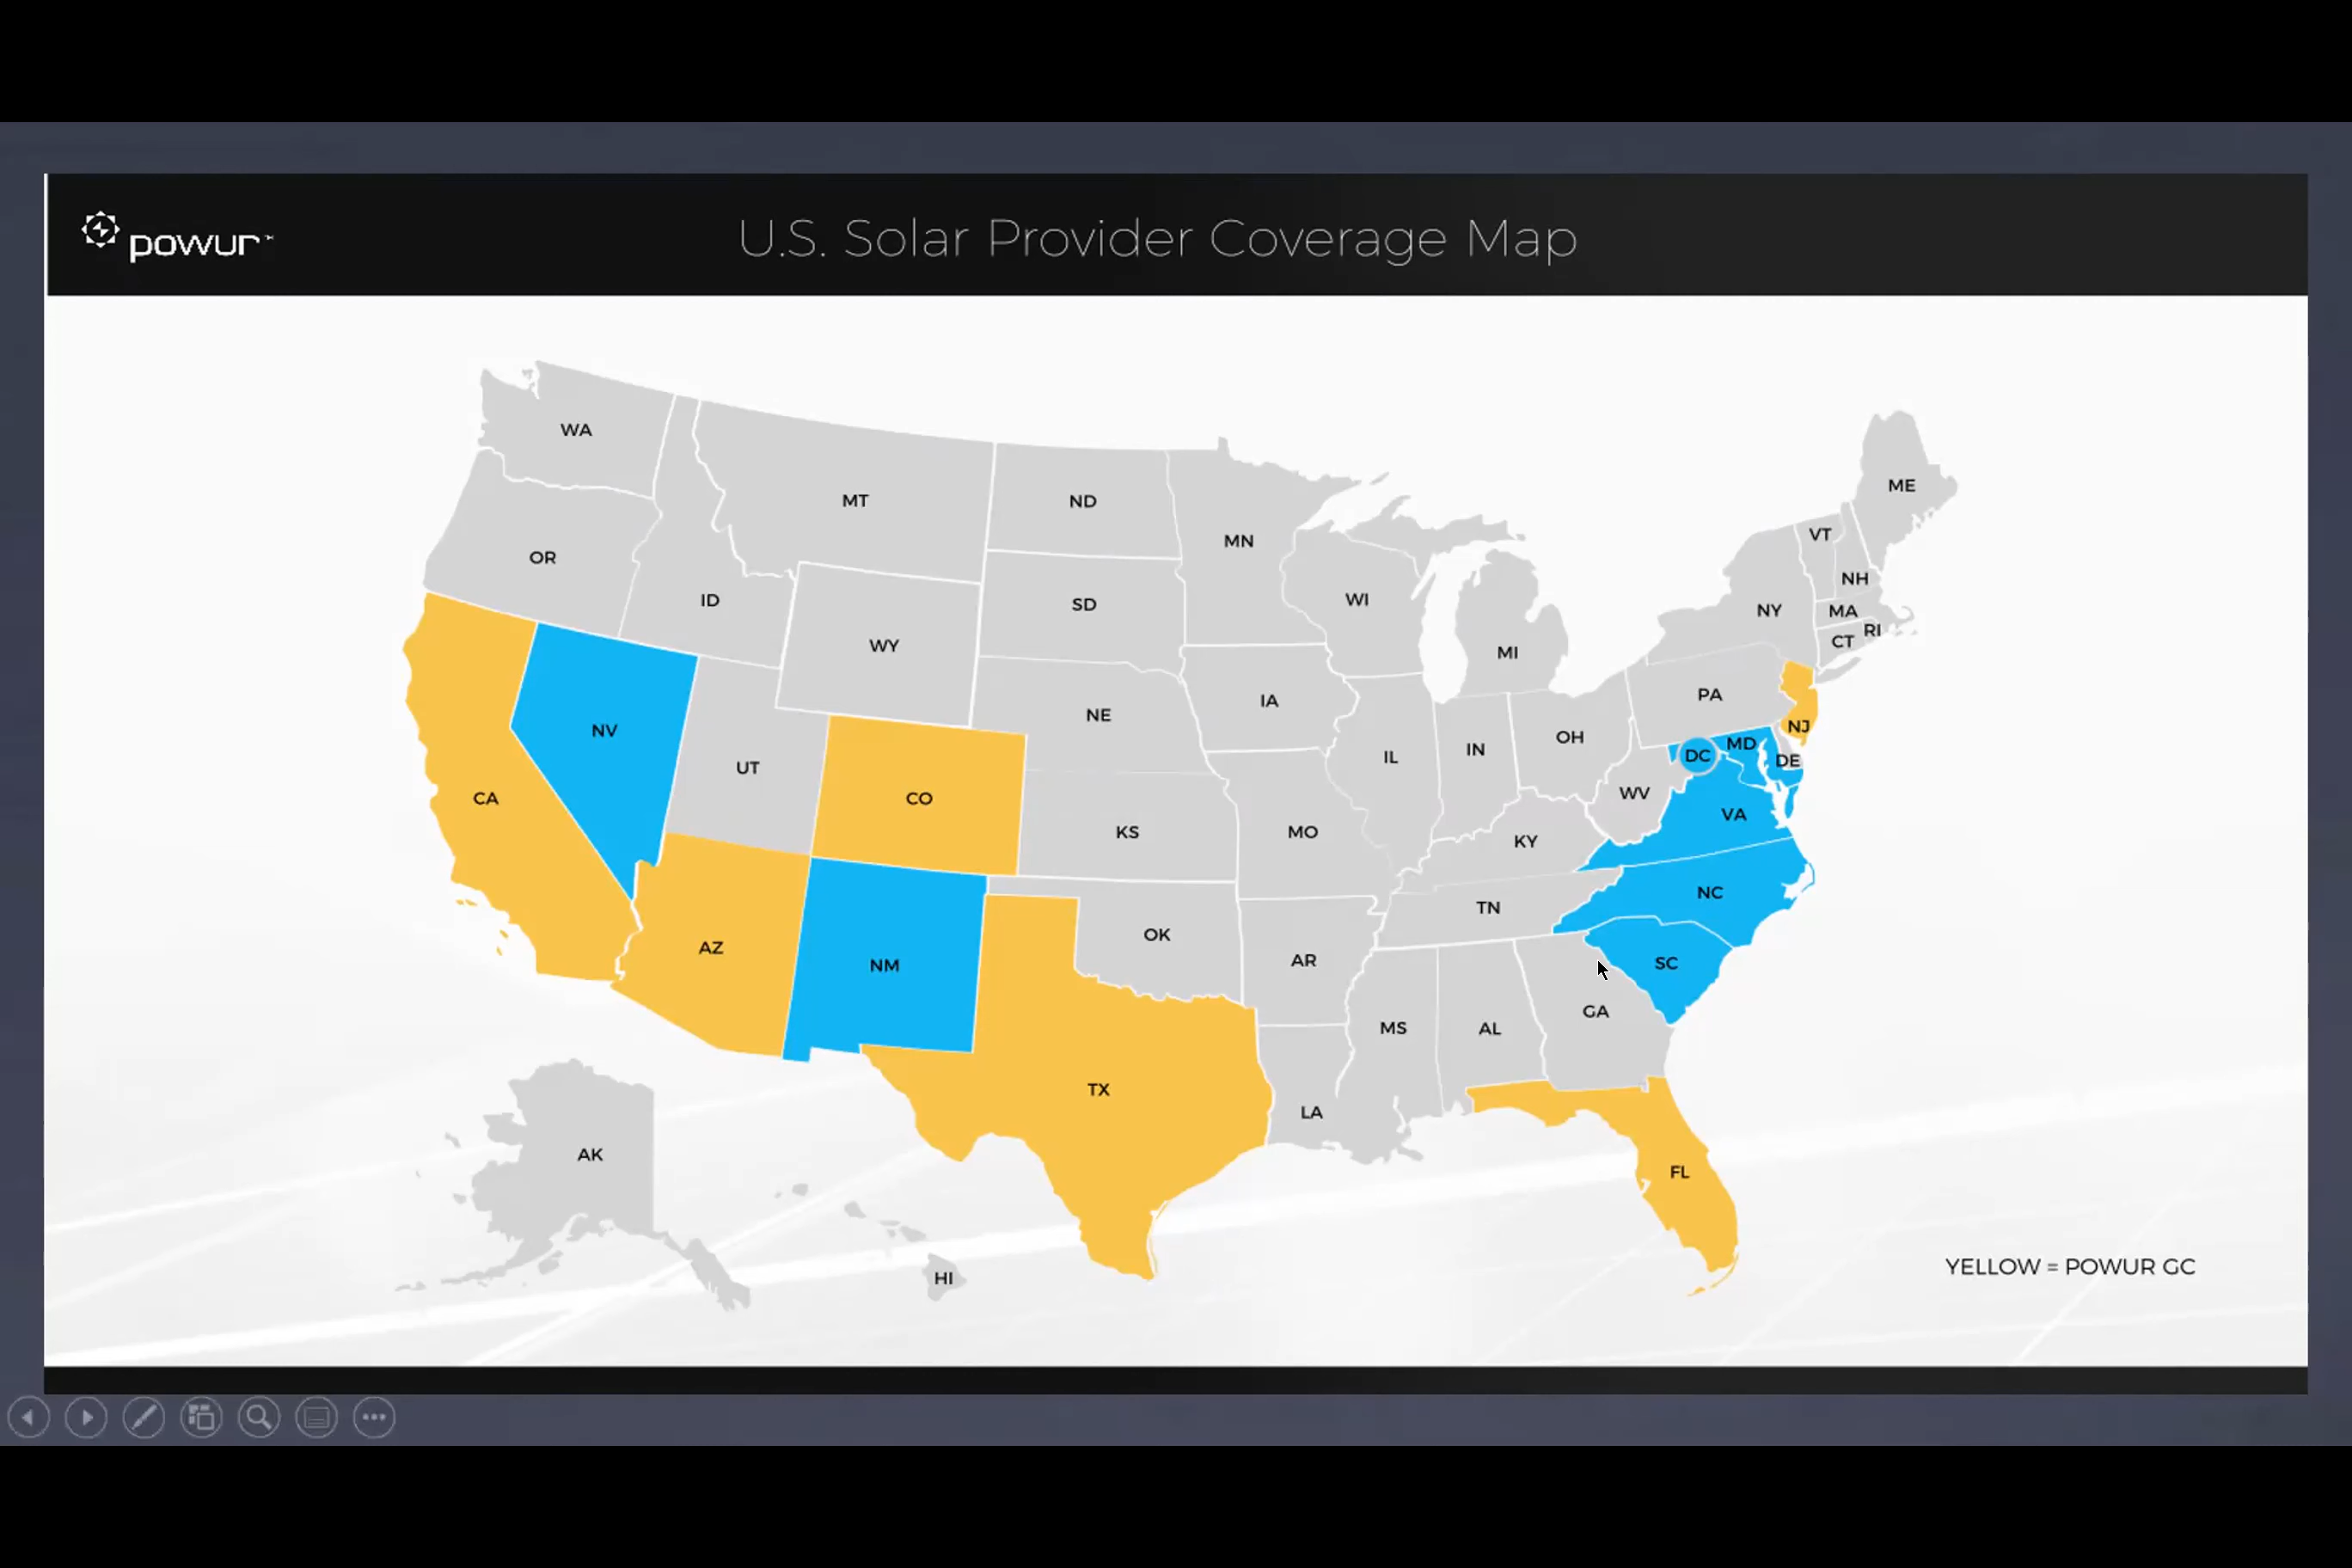 powur™
U.S. Solar Provider Coverage Map
WA
MT
ND
MN
ME
VT
OR
NH
ID
SD
WI
NY
MA
RI
CT
WY
MI
PA
IA
NE
NJ
NV
OH
MD
IN
DC
IL
DE
UT
WV
CA
CO
VA
KS
MO
KY
NC
TN
OK
AZ
AR
SC
NM
GA
MS
AL
TX
LA
AK
FL
YELLOW = POWUR GC
HI